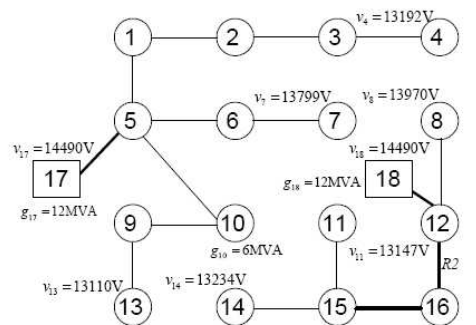 v₄ =13192V
1 2 3 4
v₇ =13799V v₈ =13970V
5 6 7 8
v₁₇ =14490V v₁₈ =14490V
17 18
g₁₇ =12MVA g₁₈ =12MVA
9 10 11 12
g₁₀ =6MVA v₁₁ =13147V R2
v₁₃ =13110V v₁₄ =13234V
13 14 15 16